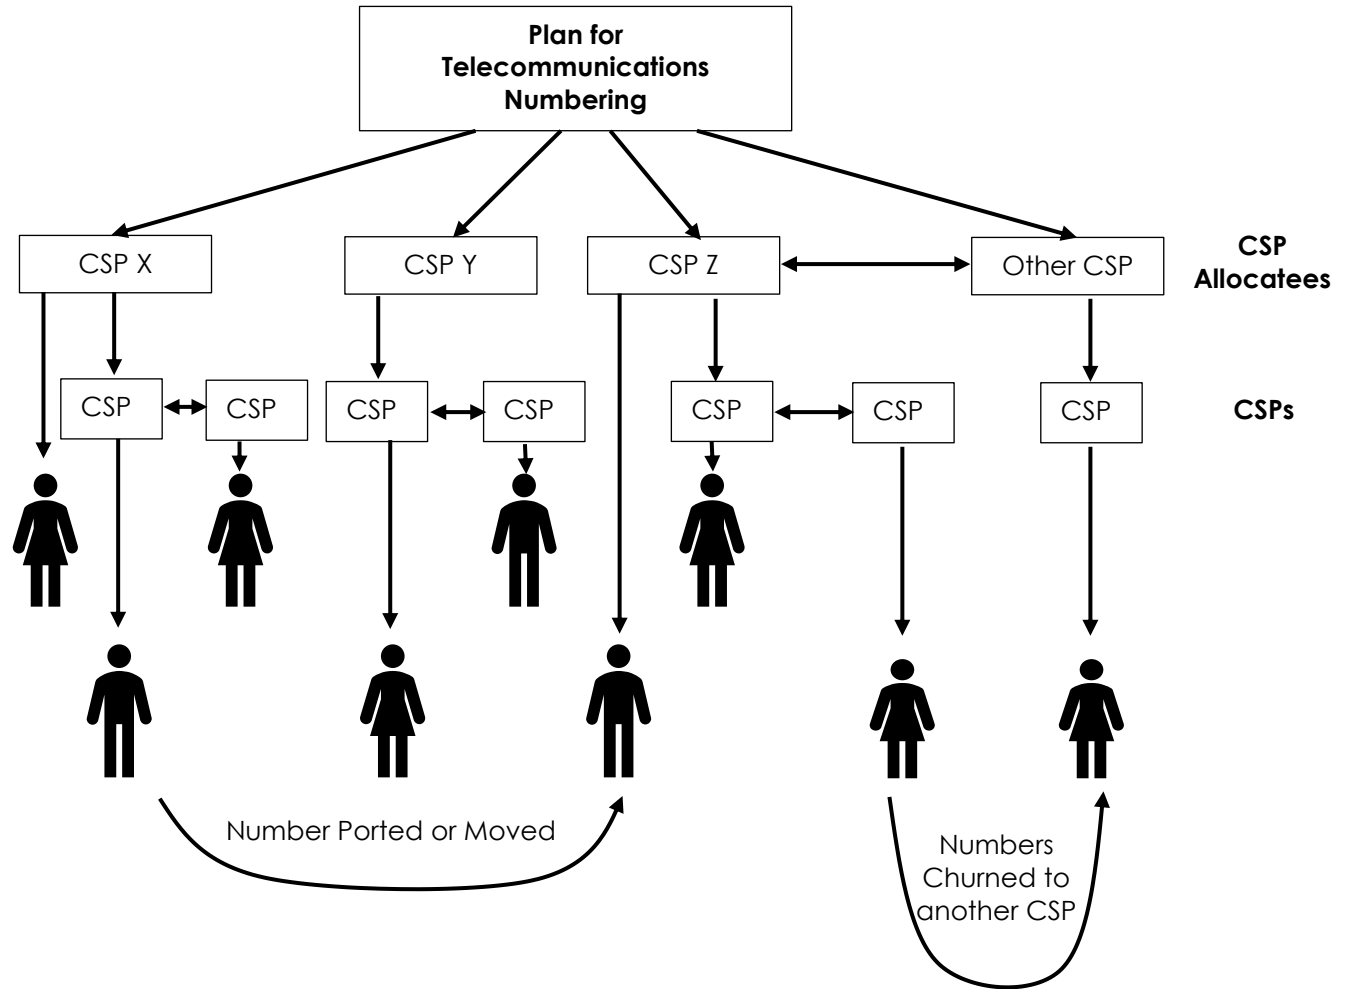 Plan for
Telecommunications
Numbering
CSP X
CSP Y
CSP Z
Other CSP
CSP
Allocatees
CSP
CSP
CSP
CSP
CSP
CSP
CSP
CSPs
Number Ported or Moved
Numbers
Churned to
another CSP